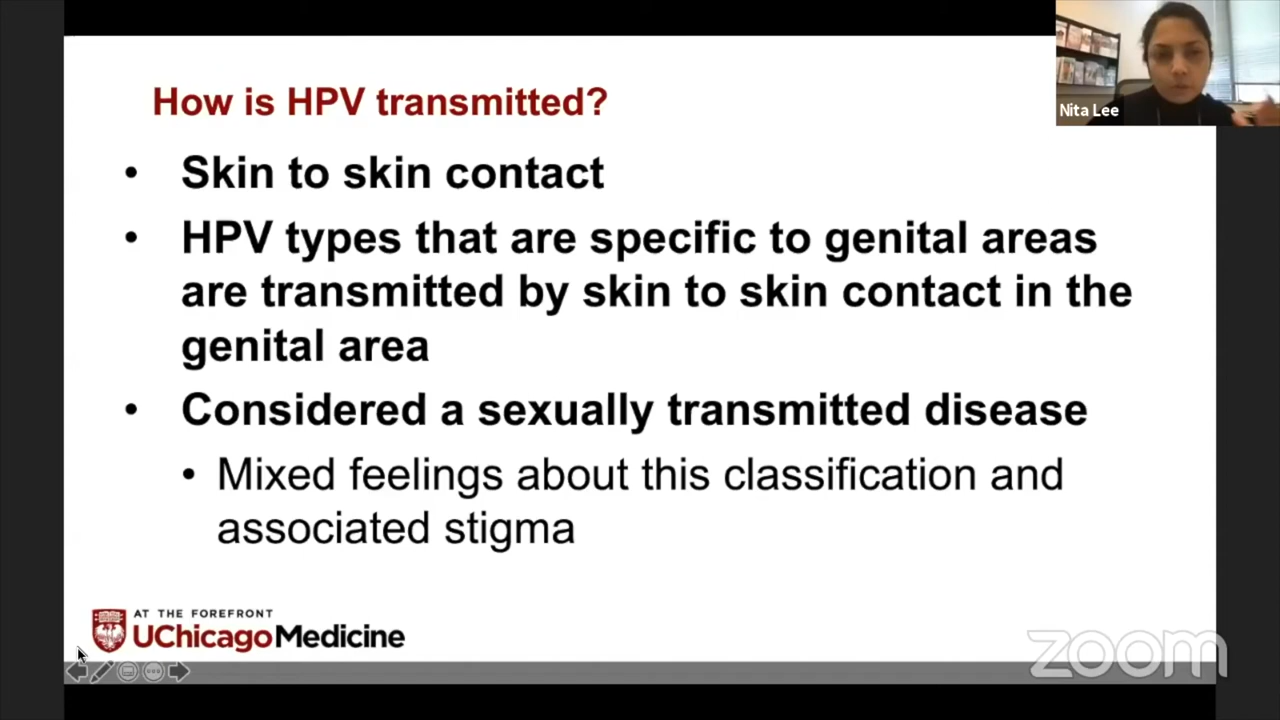 How is HPV transmitted?
Nita Lee
• Skin to skin contact
• HPV types that are specific to genital areas
are transmitted by skin to skin contact in the
genital area
• Considered a sexually transmitted disease
• Mixed feelings about this classification and
associated stigma
AT THE FOREFRONT
UChicagoMedicine
zoom